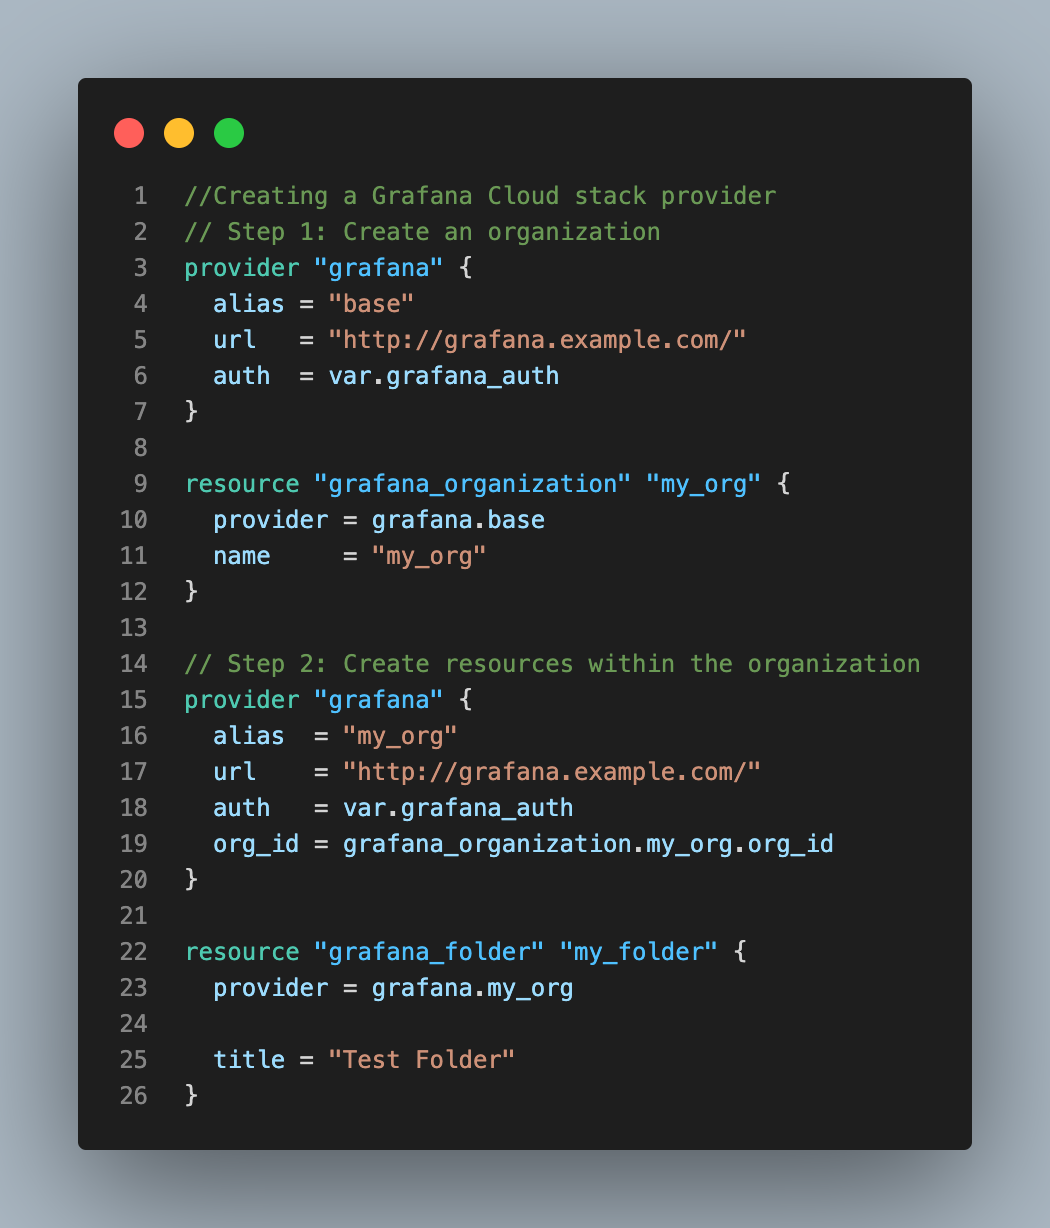 1 //Creating a Grafana Cloud stack provider
2 // Step 1: Create an organization
3 provider "grafana" {
4   alias = "base"
5   url   = "http://grafana.example.com/"
6   auth  = var.grafana_auth
7 }
8
9 resource "grafana_organization" "my_org" {
10   provider = grafana.base
11   name     = "my_org"
12 }
13
14 // Step 2: Create resources within the organization
15 provider "grafana" {
16   alias  = "my_org"
17   url    = "http://grafana.example.com/"
18   auth   = var.grafana_auth
19   org_id = grafana_organization.my_org.org_id
20 }
21
22 resource "grafana_folder" "my_folder" {
23   provider = grafana.my_org
24
25   title = "Test Folder"
26 }